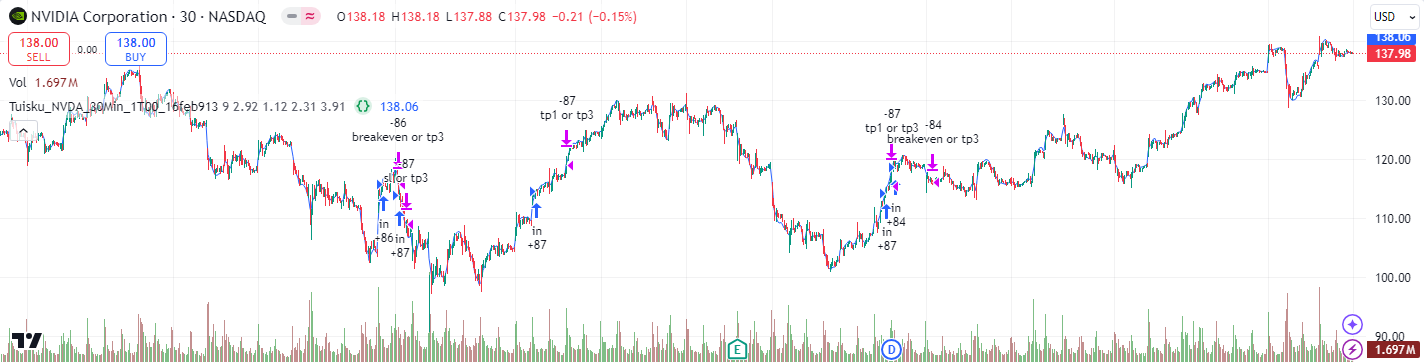 NVIDIA Corporation · 30 · NASDAQ O138.18 H138.18 L137.88 C137.98 −0.21 (−0.15%)
USD
138.00 0.00 138.00
SELL BUY
138.06
137.98
Vol 1.697M
Tuisku_NVDA_30Min_1T00_16feb913 9 2.92 1.12 2.31 3.91 {} 138.06
-86
breakeven or tp3
-87
sl or tp3
in
+86
in
+87
-87
tp1 or tp3
in
+87
-87
tp1 or tp3
-84
breakeven or tp3
in
+84
in
+87
130.00
120.00
110.00
100.00
90.00
1.697M
E
D